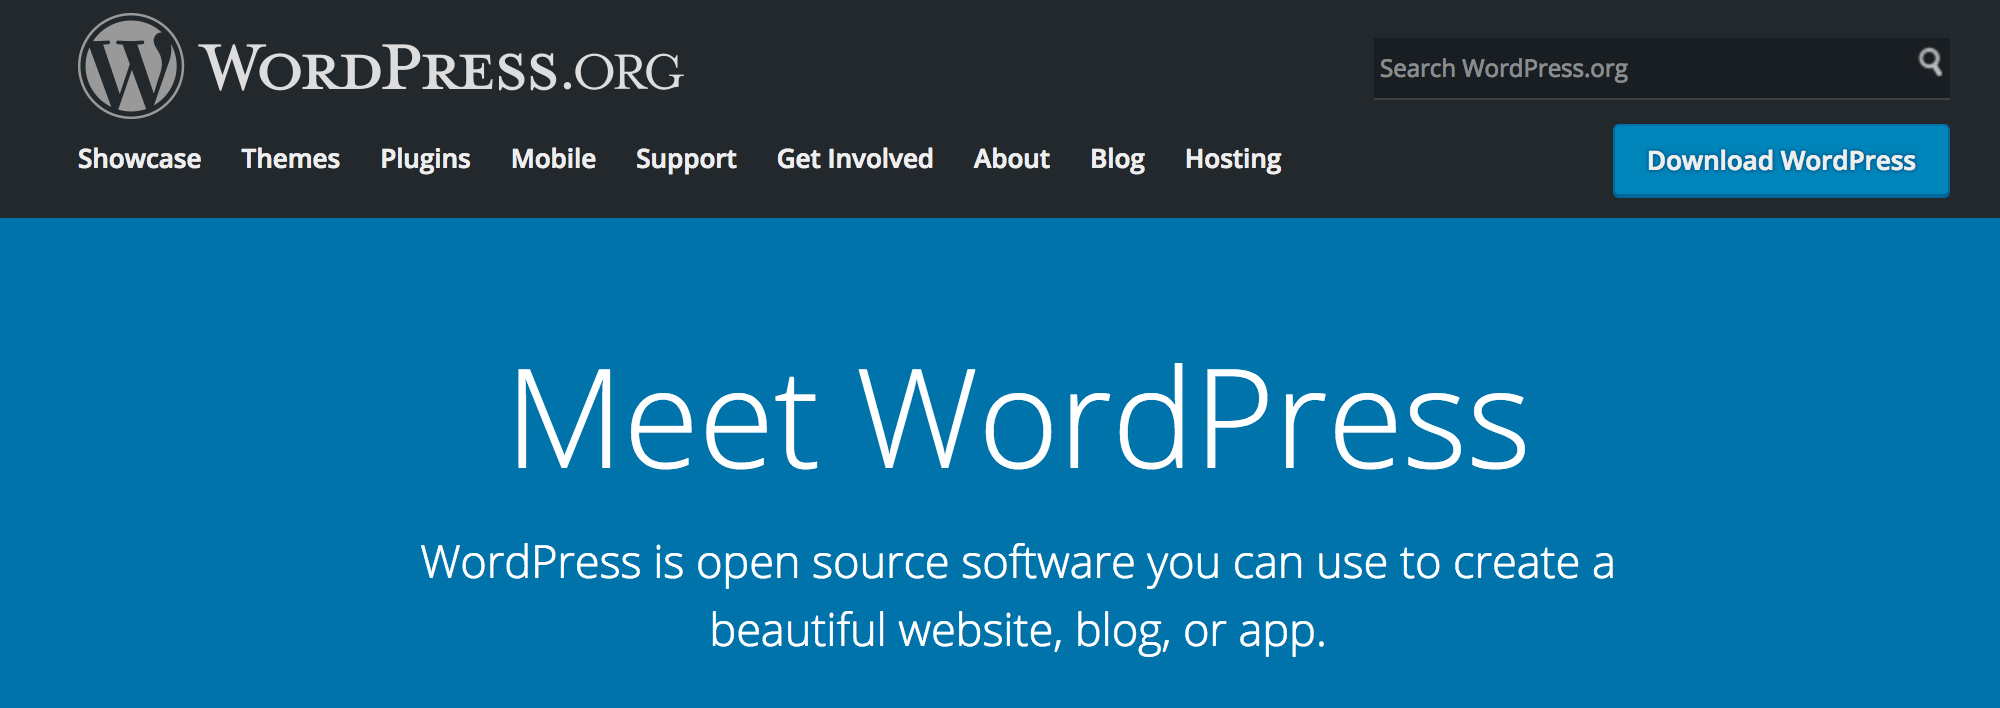 WORDPRESS.ORG
Search WordPress.org
Showcase Themes Plugins Mobile Support Get Involved About Blog Hosting
Download WordPress
Meet WordPress
WordPress is open source software you can use to create a
beautiful website, blog, or app.